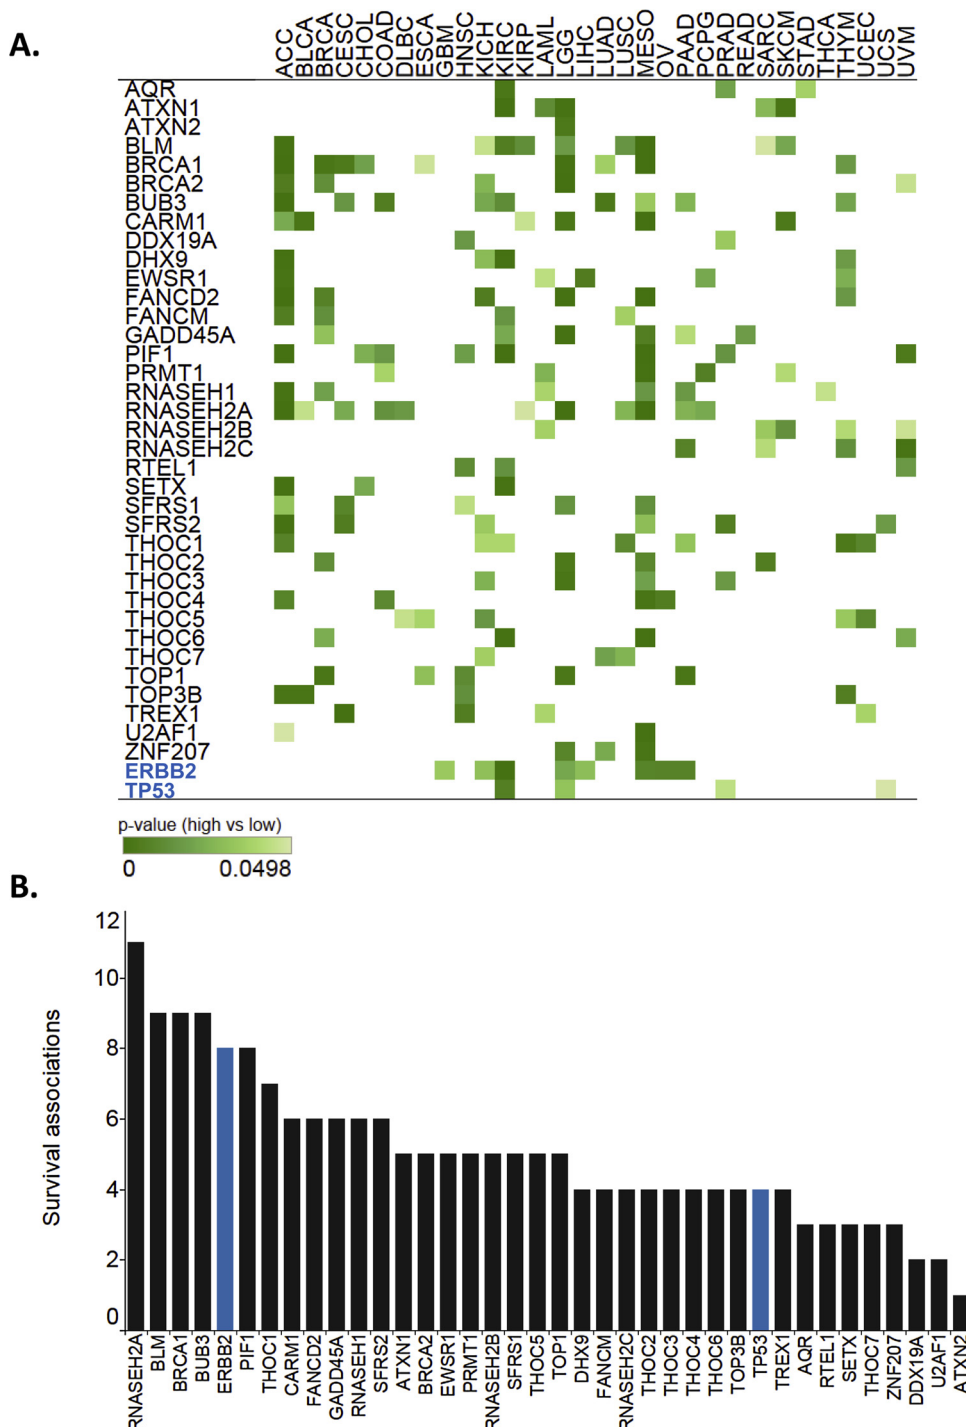 A.
ACC BLCA BRCA CESC CHOL COAD DLBC ESCA GBM HNSC KICH KIRC KIRP LAML LGG LIHC LUAD LUSC MESO OV PAAD PCPG PRAD READ SARC SKCM STAD THCA THYM UCEC UCS UVM
AQR
ATXN1
ATXN2
BLM
BRCA1
BRCA2
BUB3
CARM1
DDX19A
DHX9
EWSR1
FANCD2
FANCM
GADD45A
PIF1
PRMT1
RNASEH1
RNASEH2A
RNASEH2B
RNASEH2C
RTEL1
SETX
SFRS1
SFRS2
THOC1
THOC2
THOC3
THOC4
THOC5
THOC6
THOC7
TOP1
TOP3B
TREX1
U2AF1
ZNF207
ERBB2
TP53
p-value (high vs low)
0 0.0498
B.
Survival associations
12
10
8
6
4
2
0
RNASEH2A BLM BRCA1 BUB3 ERBB2 PIF1 THOC1 CARM1 FANCD2 GADD45A RNASEH1 SFRS2 ATXN1 BRCA2 EWSR1 PRMT1 RNASEH2B SFRS1 THOC5 TOP1 DHX9 FANCM RNASEH2C THOC2 THOC3 THOC4 THOC6 TOP3B TP53 TREX1 AQR RTEL1 SETX THOC7 ZNF207 DDX19A U2AF1 ATXN2